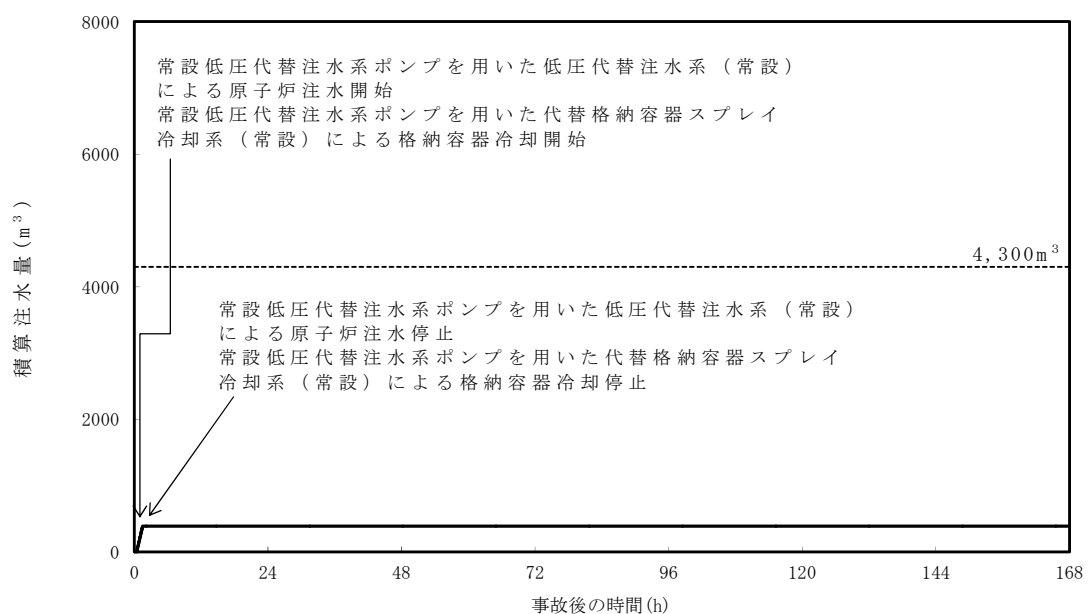 8000
常設低圧代替注水系ポンプを用いた低圧代替注水系（常設）
による原子炉注水開始
常設低圧代替注水系ポンプを用いた代替格納容器スプレイ
冷却系（常設）による格納容器冷却開始
6000
積算注水量(m³)
4,300m³
4000
常設低圧代替注水系ポンプを用いた低圧代替注水系（常設）
による原子炉注水停止
常設低圧代替注水系ポンプを用いた代替格納容器スプレイ
冷却系（常設）による格納容器冷却停止
2000
0
0 24 48 72 96 120 144 168
事故後の時間(h)